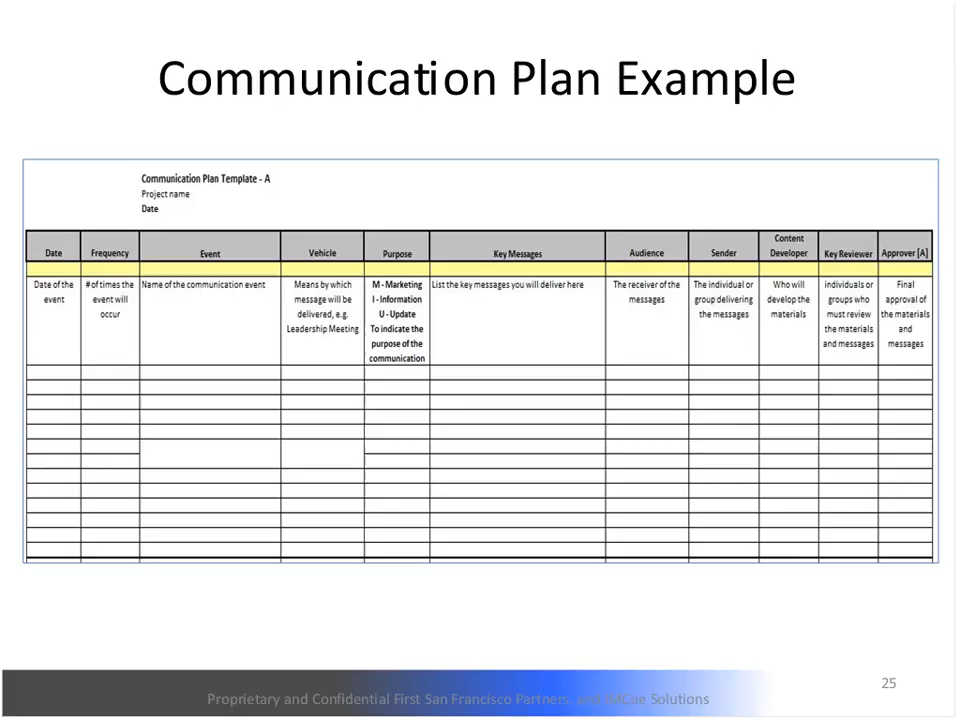 Communication Plan Example
Communication Plan Template - A
Project name
Date
Date
Frequency
Event
Vehicle
Purpose
Key Messages
Audience
Sender
Content
Developer
Key Reviewer
Approver [A]
Date of the
event
# of times the
event will
occur
Name of the communication event
Means by which
message will be
delivered, e.g.
Leadership Meeting
M - Marketing
I - Information
U - Update
To indicate the
purpose of the
communication
List the key messages you will deliver here
The receiver of the
messages
The individual or
group delivering
the messages
Who will
develop the
materials
individuals or
groups who
must review
the materials
and messages
Final
approval of
the materials
and
messages
Proprietary and Confidential First San Francisco Partners, and Solutions
25